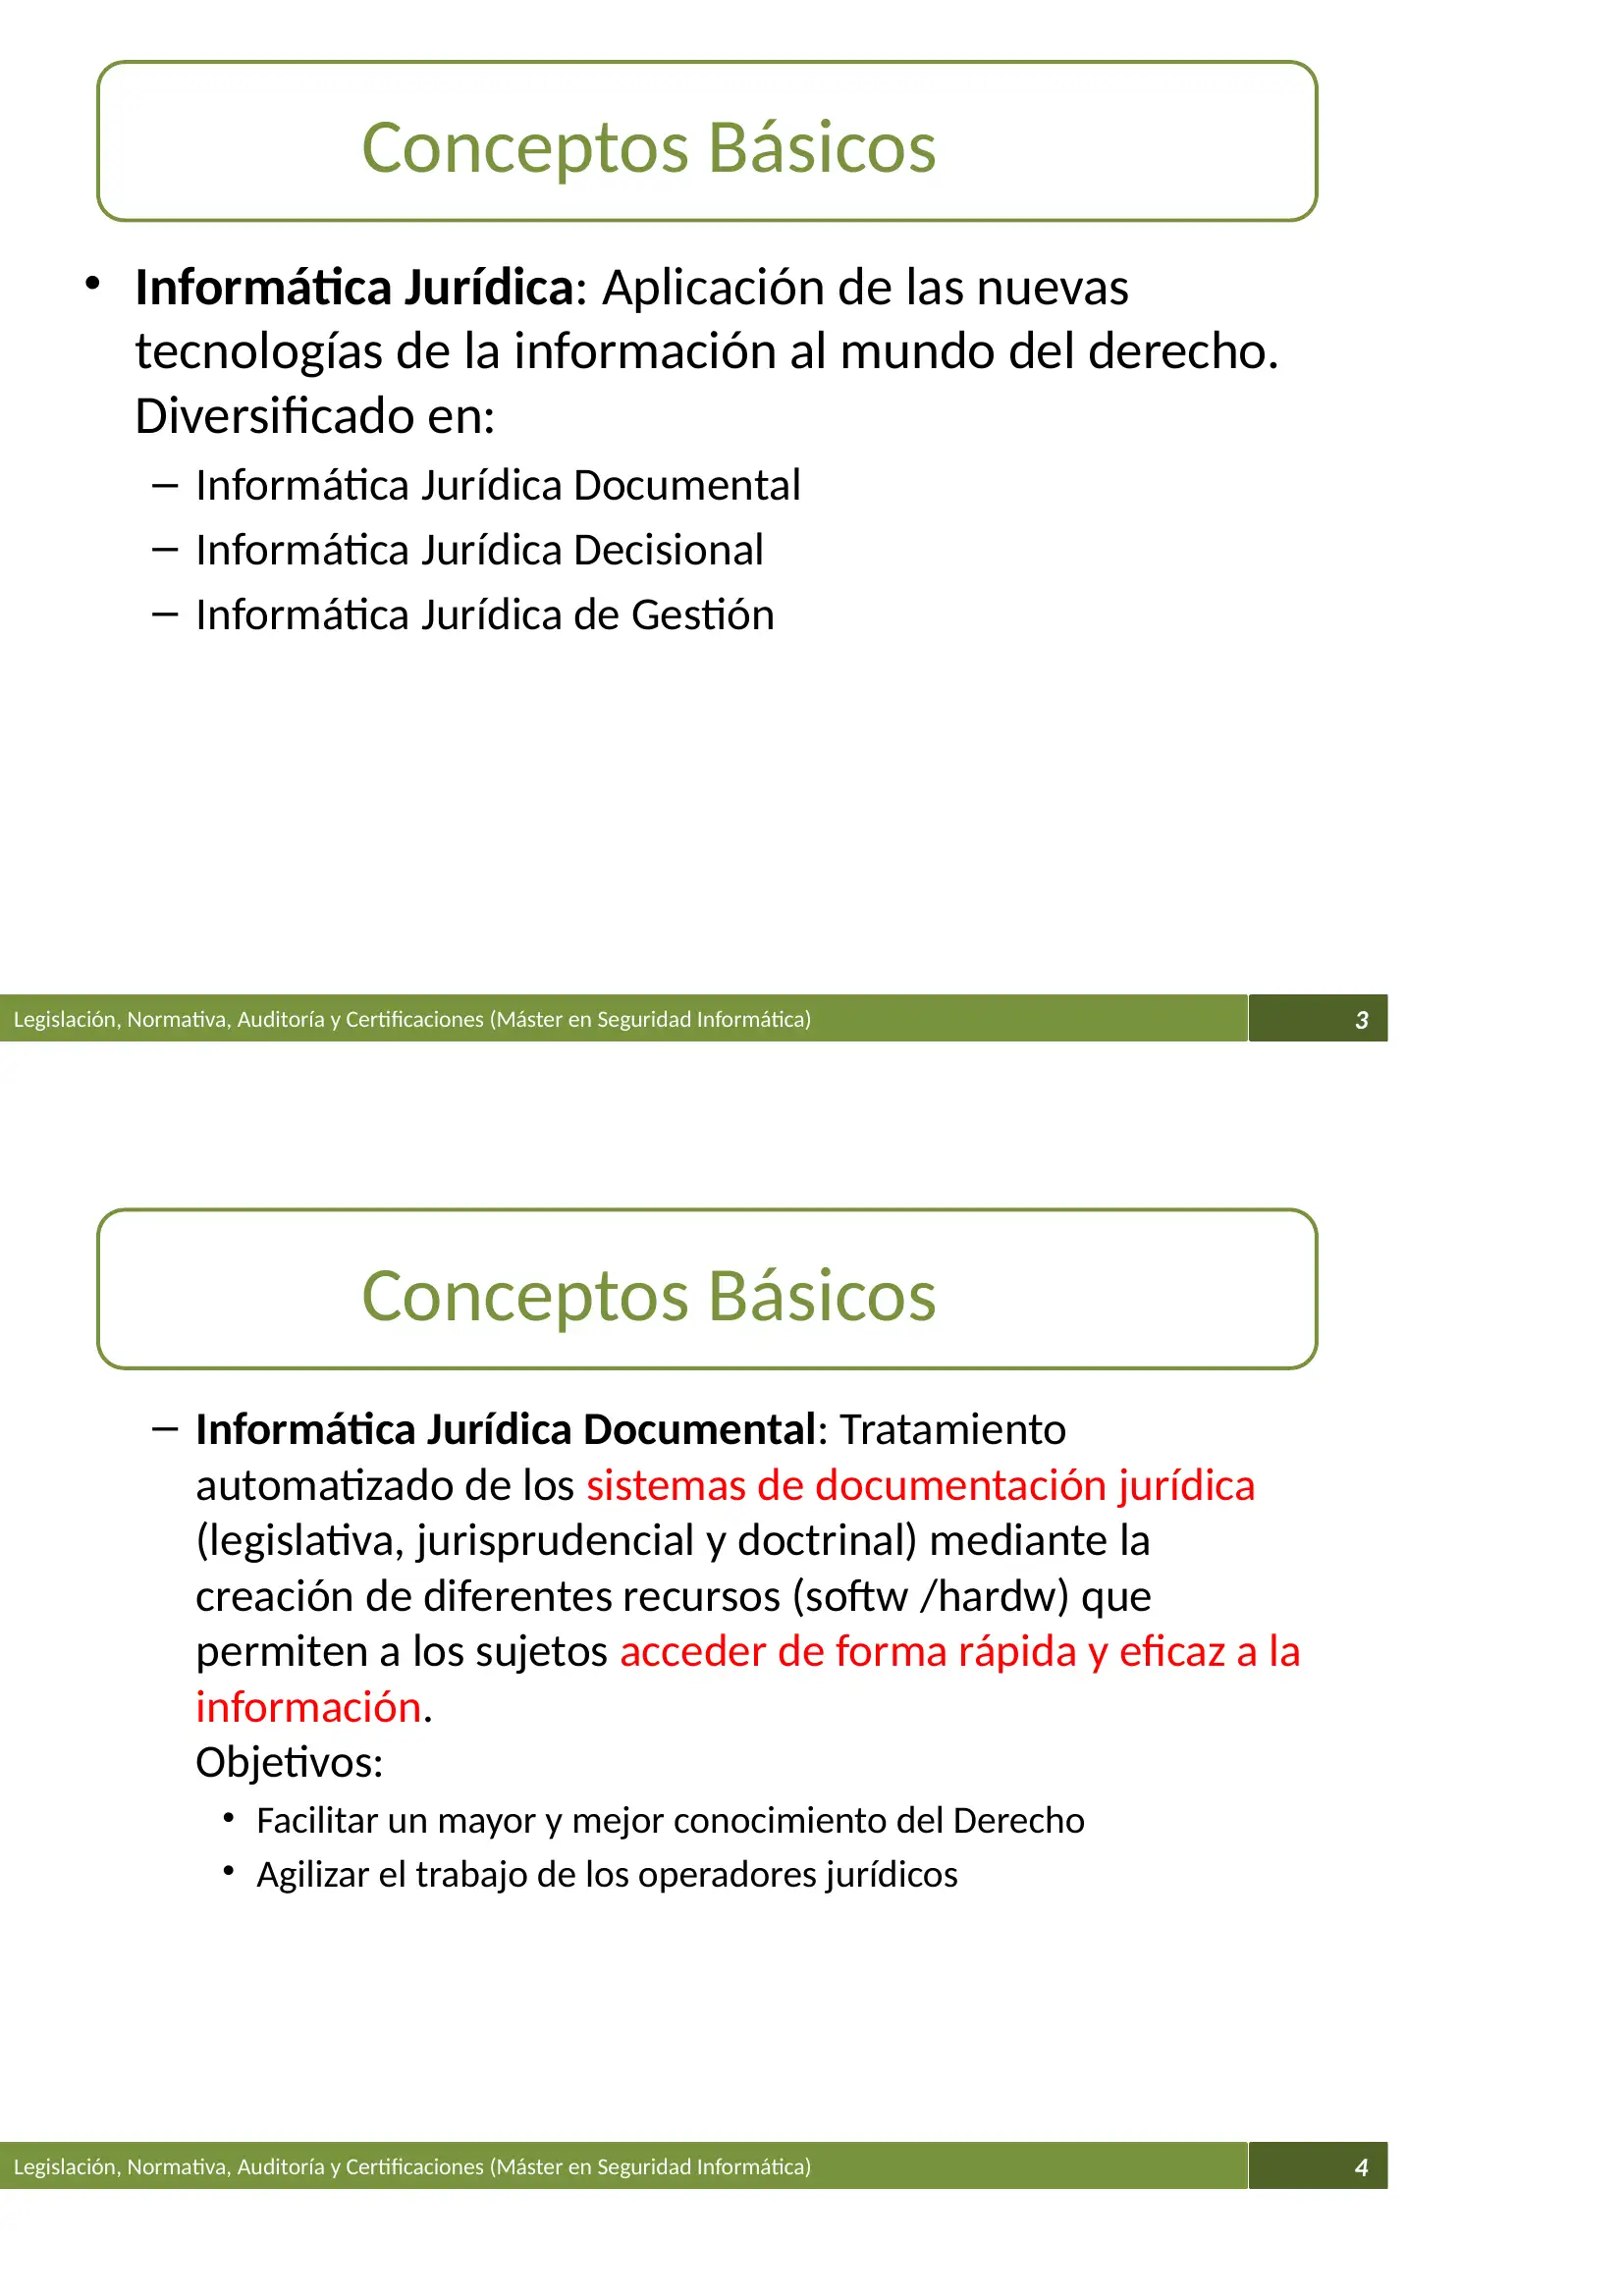 Conceptos Básicos
• Informática Jurídica: Aplicación de las nuevas
tecnologías de la información al mundo del derecho.
Diversificado en:
– Informática Jurídica Documental
– Informática Jurídica Decisional
– Informática Jurídica de Gestión
Legislación, Normativa, Auditoría y Certificaciones (Máster en Seguridad Informática) 3
Conceptos Básicos
– Informática Jurídica Documental: Tratamiento
automatizado de los sistemas de documentación jurídica
(legislativa, jurisprudencial y doctrinal) mediante la
creación de diferentes recursos (softw /hardw) que
permiten a los sujetos acceder de forma rápida y eficaz a la
información.
Objetivos:
• Facilitar un mayor y mejor conocimiento del Derecho
• Agilizar el trabajo de los operadores jurídicos
Legislación, Normativa, Auditoría y Certificaciones (Máster en Seguridad Informática) 4